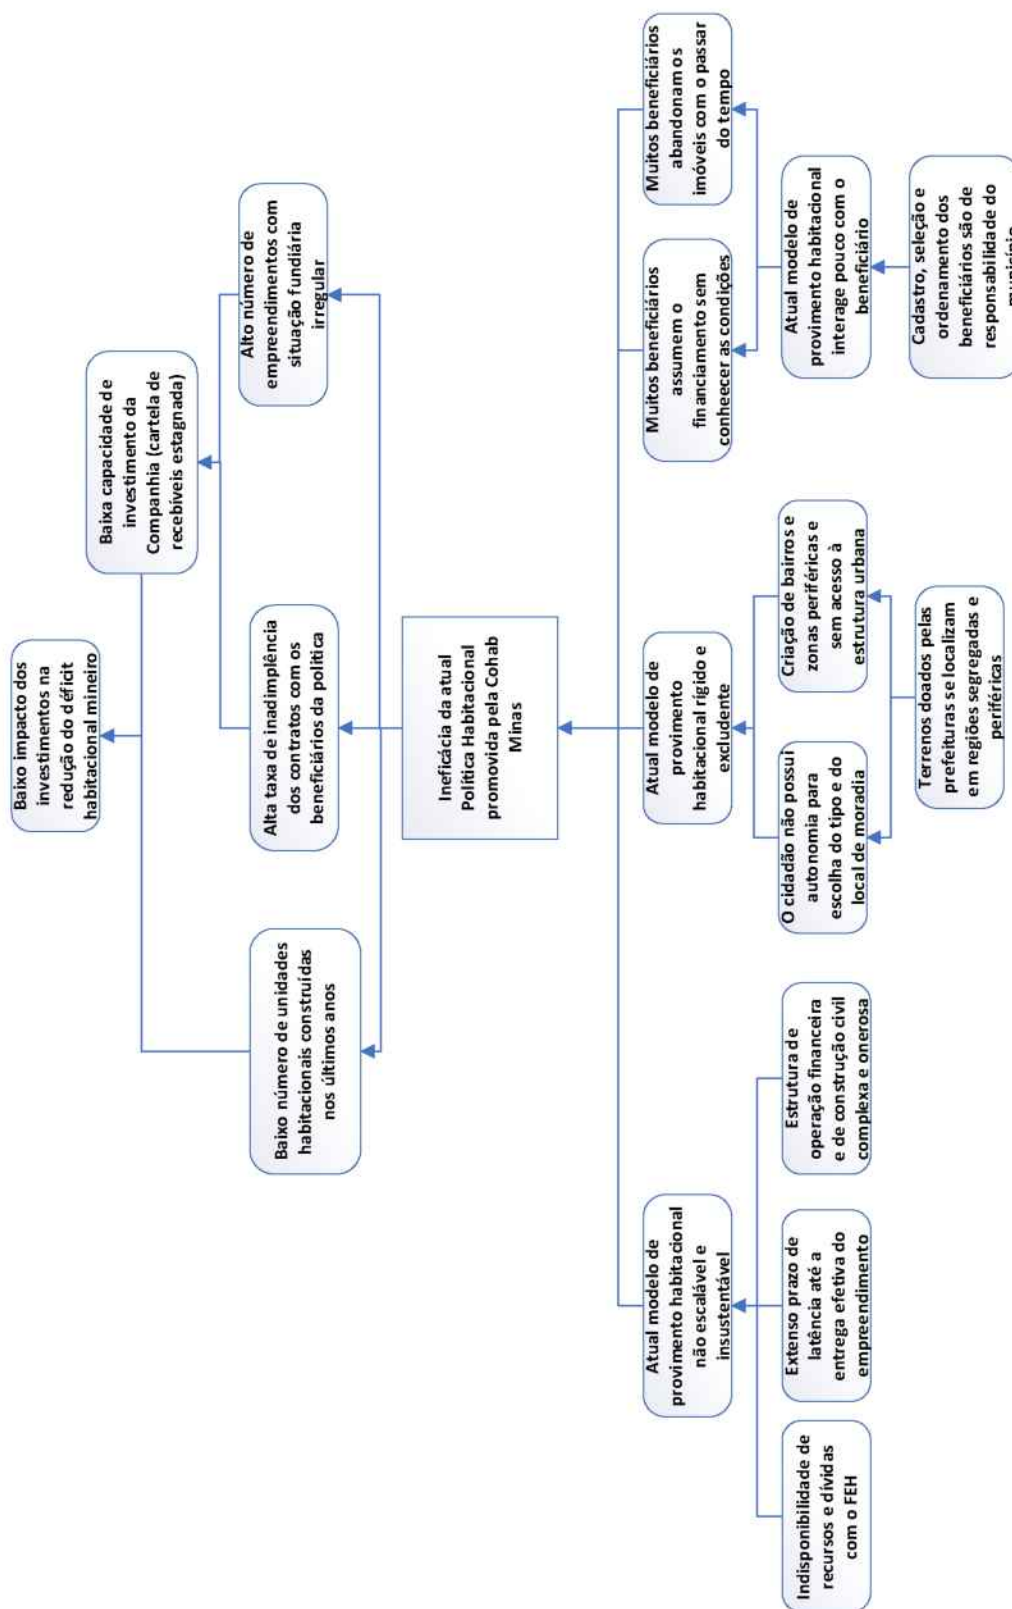 Baixo impacto dos
investimentos na
redução do déficit
habitacional mineiro
Baixa capacidade de
investimento da
Companhia (cartela de
recebíveis estagnada)
Baixo número de unidades
habitacionais construídas
nos últimos anos
Alta taxa de inadimplência
dos contratos com os
beneficiários da política
Alto número de
empreendimentos com
situação fundiária
irregular
Ineficácia da atual
Política Habitacional
promovida pela Cohab
Minas
Atual modelo de
provimento habitacional
não escalável e
insustentável
Atual modelo de
provimento
habitacional rígido e
excludente
Muitos beneficiários
assumem o
financiamento sem
conheecer as condições
Muitos beneficiários
abandonam os
imóveis com o passar
do tempo
Indisponibilidade de
recursos e dívidas
com o FEH
Extenso prazo de
latência até a
entrega efetiva do
empreendimento
Estrutura de
operação financeira
e de construção civil
complexa e onerosa
O cidadão não possui
autonomia para
escolha do tipo e do
local de moradia
Criação de bairros e
zonas periféricas e
sem acesso à
estrutura urbana
Atual modelo de
provimento habitacional
interage pouco com o
beneficiário
Terrenos doados pelas
prefeituras se localizam
em regiões segregadas e
periféricas
Cadastro, seleção e
ordenamento dos
beneficiários são de
responsabilidade do
município